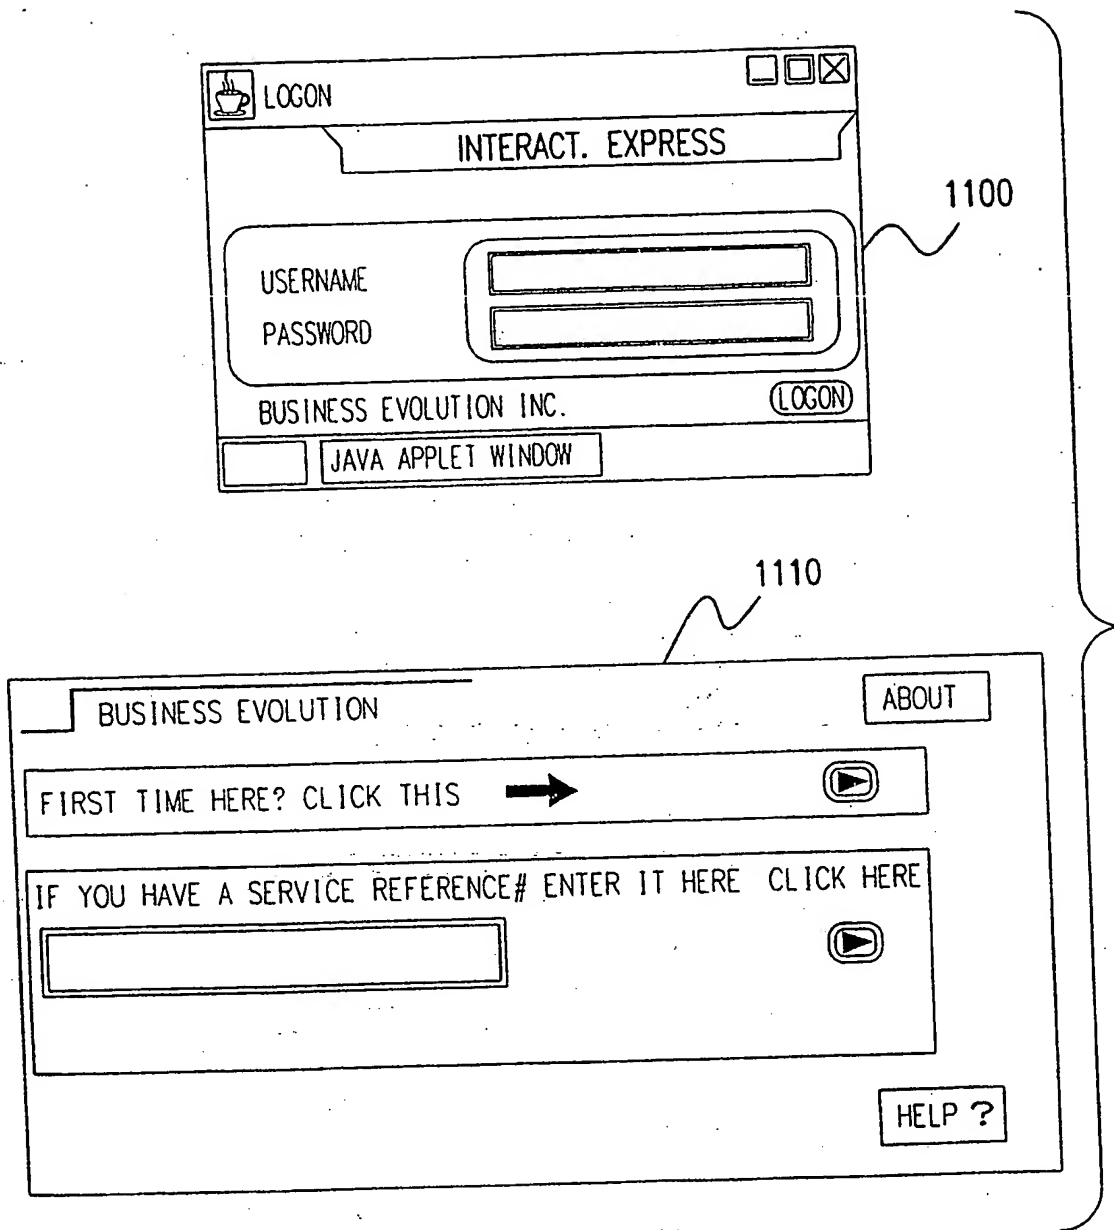 LOGON
INTERACT. EXPRESS
1100
USERNAME
PASSWORD
BUSINESS EVOLUTION INC.
LOGON
JAVA APPLET WINDOW
1110
BUSINESS EVOLUTION
ABOUT
FIRST TIME HERE? CLICK THIS
IF YOU HAVE A SERVICE REFERENCE# ENTER IT HERE CLICK HERE
HELP ?